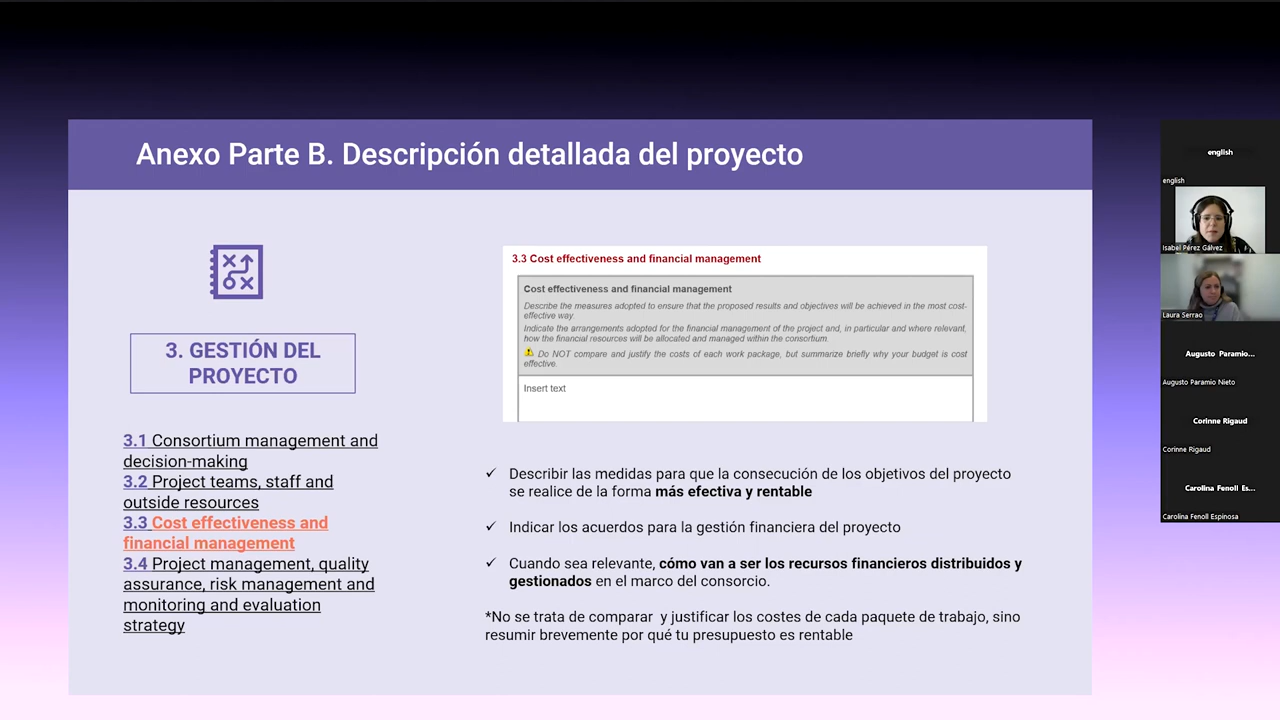 Anexo Parte B. Descripción detallada del proyecto
3. GESTIÓN DEL
PROYECTO
3.1 Consortium management and
decision-making
3.2 Project teams, staff and
outside resources
3.3 Cost effectiveness and
financial management
3.4 Project management, quality
assurance, risk management and
monitoring and evaluation
strategy
3.3 Cost effectiveness and financial management
Cost effectiveness and financial management
Describe the measures adopted to ensure that the proposed results and objectives will be achieved in the most cost-
effective way.
Indicate the arrangements adopted for the financial management of the project and, in particular and where relevant,
how the financial resources will be allocated and managed within the consortium.
Do NOT compare and justify the costs of each work package, but summarize briefly why your budget is cost
effective.
Insert text
✓ Describir las medidas para que la consecución de los objetivos del proyecto
se realice de la forma más efectiva y rentable
✓ Indicar los acuerdos para la gestión financiera del proyecto
✓ Cuando sea relevante, cómo van a ser los recursos financieros distribuidos y
gestionados en el marco del consorcio.
*No se trata de comparar y justificar los costes de cada paquete de trabajo, sino
resumir brevemente por qué tu presupuesto es rentable
english
english
Isabel Pérez Gálvez
Laura Serrao
Augusto Paramio...
Augusto Paramio Nieto
Corinne Rigaud
Corinne Rigaud
Carolina Fenoll Es...
Carolina Fenoll Espinosa